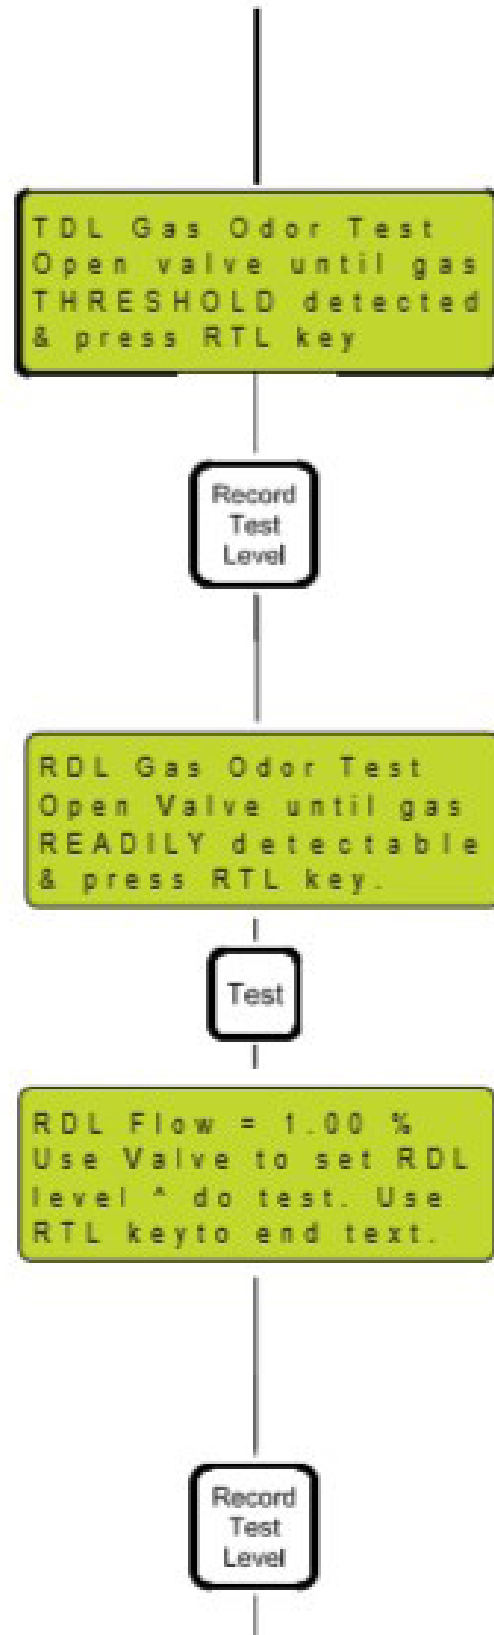 TDL Gas Odor Test
Open valve until gas
THRESHOLD detected
& press RTL key
Record
Test
Level
RDL Gas Odor Test
Open Valve until gas
READILY detectable
& press RTL key.
Test
RDL Flow = 1.00 %
Use Valve to set RDL
level ^ do test. Use
RTL keyto end text.
Record
Test
Level